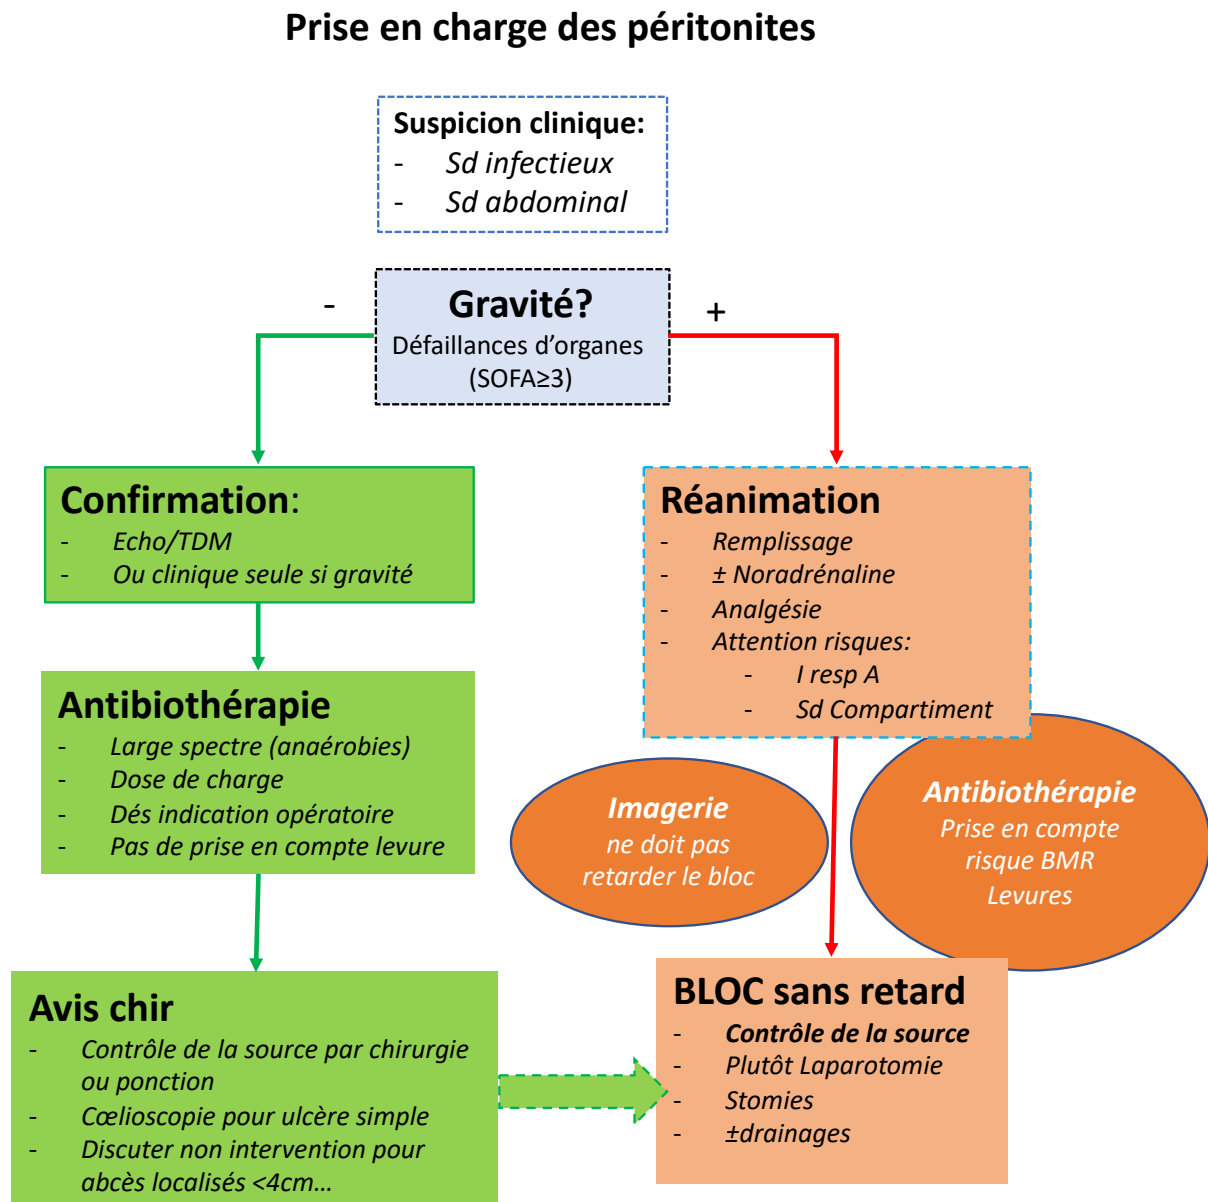 Prise en charge des péritonites
Suspicion clinique:
- Sd infectieux
- Sd abdominal
-
+
Gravité?
Défaillances d’organes
(SOFA≥3)
Confirmation:
- Echo/TDM
- Ou clinique seule si gravité
Antibiothérapie
- Large spectre (anaérobies)
- Dose de charge
- Dés indication opératoire
- Pas de prise en compte levure
Avis chir
- Contrôle de la source par chirurgie
ou ponction
- Cœlioscopie pour ulcère simple
- Discuter non intervention pour
abcès localisés <4cm…
Réanimation
- Remplissage
- ± Noradrénaline
- Analgésie
- Attention risques:
- I resp A
- Sd Compartiment
Imagerie
ne doit pas
retarder le bloc
Antibiothérapie
Prise en compte
risque BMR
Levures
BLOC sans retard
- Contrôle de la source
- Plutôt Laparotomie
- Stomies
- ±drainages